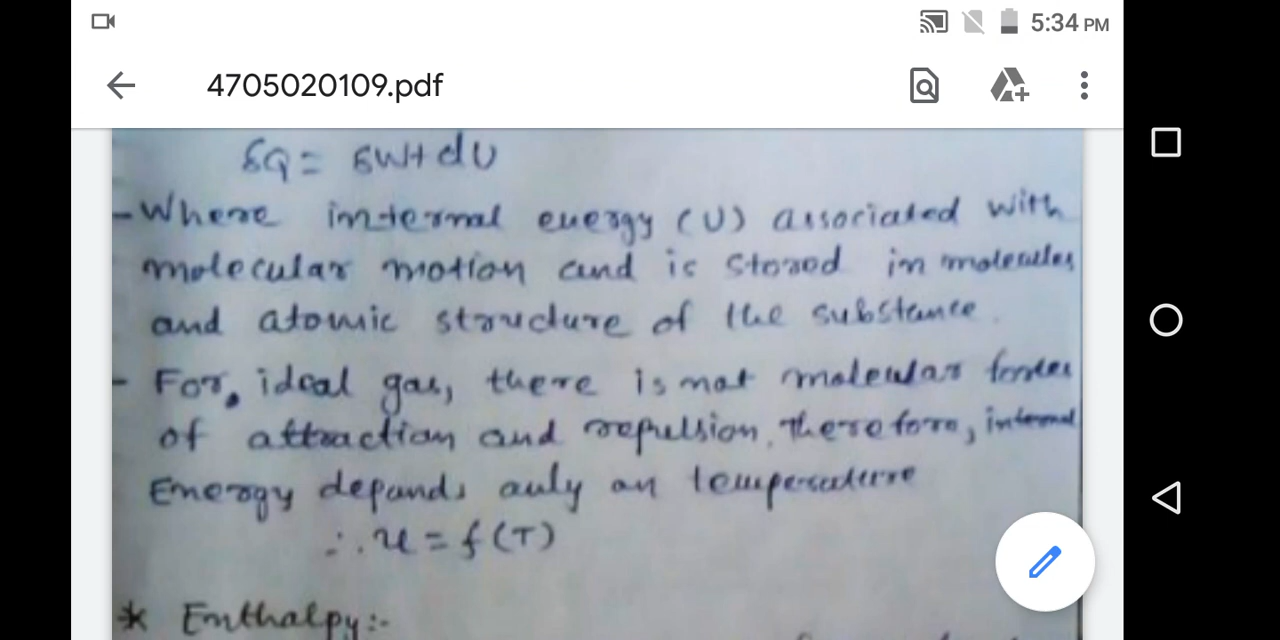 5:34 PM
4705020109.pdf
δQ = δW+dU
- Where internal energy (U) associated with
molecular motion and is stored in molecules
and atomic structure of the substance.
- For, ideal gas, there is not molecular forces
of attraction and repulsion. Therefore, internal
Energy depands only on temperature
∴ u = f(T)
* Enthalpy:-